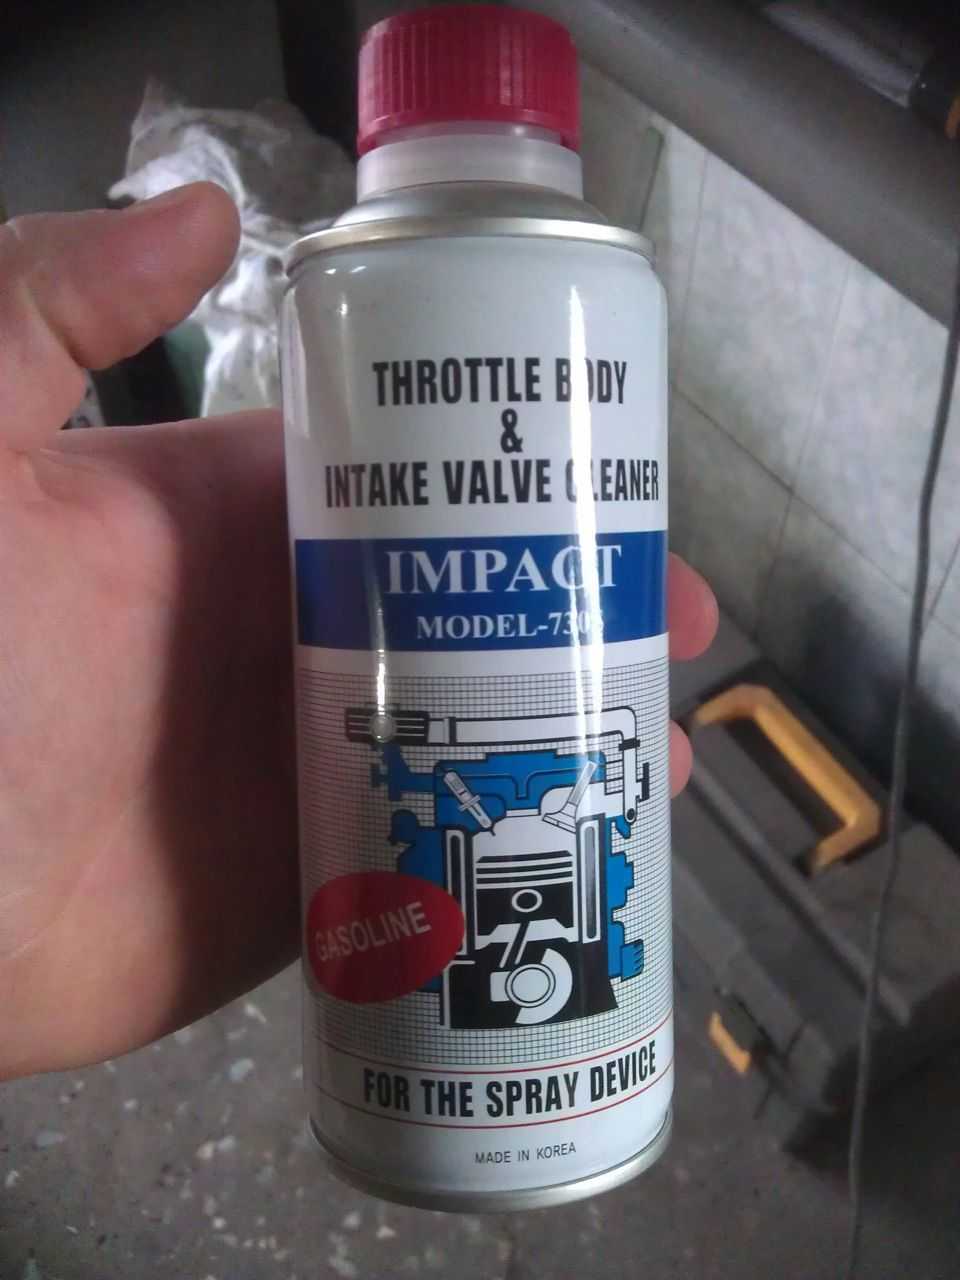 THROTTLE BODY
&
INTAKE VALVE CLEANER
IMPACT
GASOLINE
FOR THE SPRAY DEVICE
MADE IN KOREA